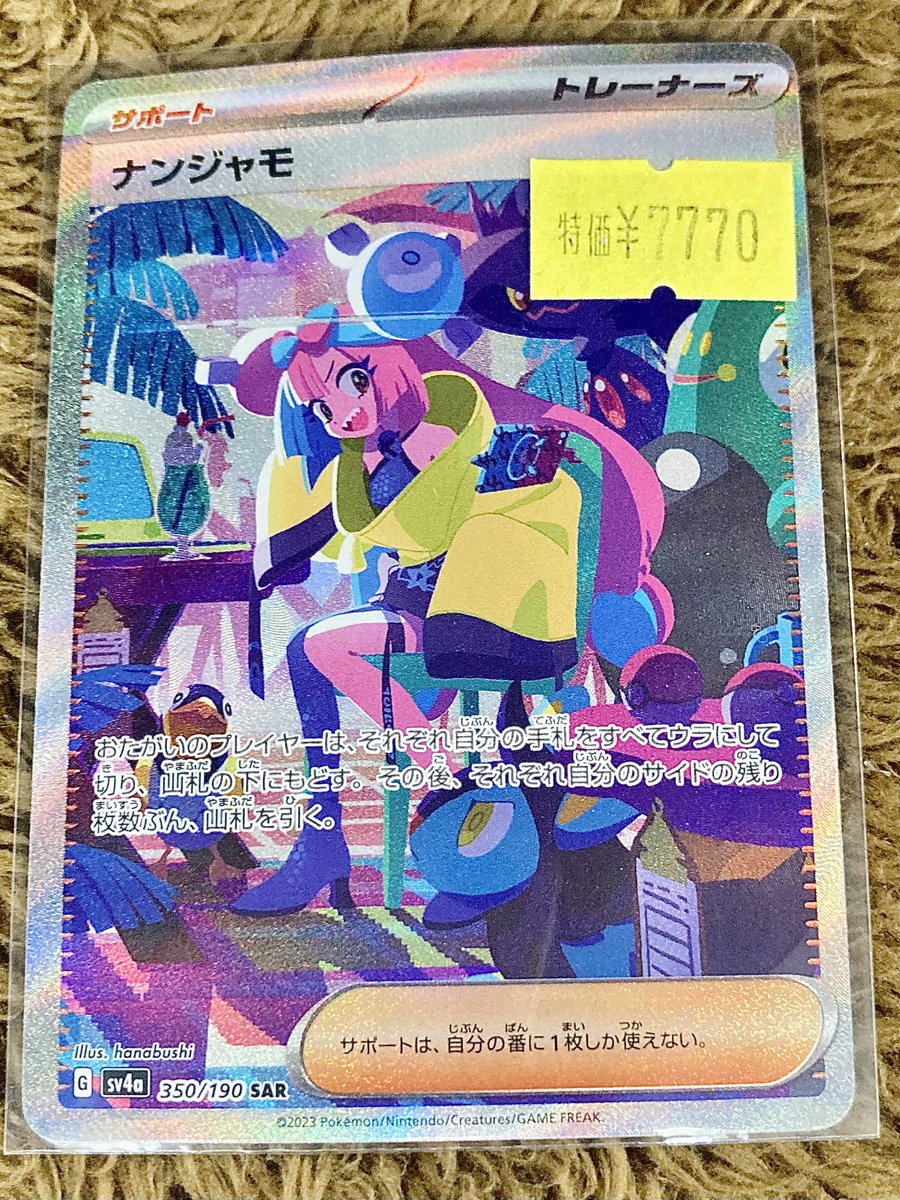 サポート
トレーナーズ
ナンジャモ
特価¥7770
おたがいのプレイヤーは、それぞれ自分の手札をすべてウラにして
切り、山札の下にもどす。その後、それぞれ自分のサイドの残り
枚数ぶん、山札を引く。
サポートは、自分の番に1枚しか使えない。
Illus. hanabushi
G sv4a 350/190 SAR
©2023 Pokémon/Nintendo/Creatures/GAME FREAK.